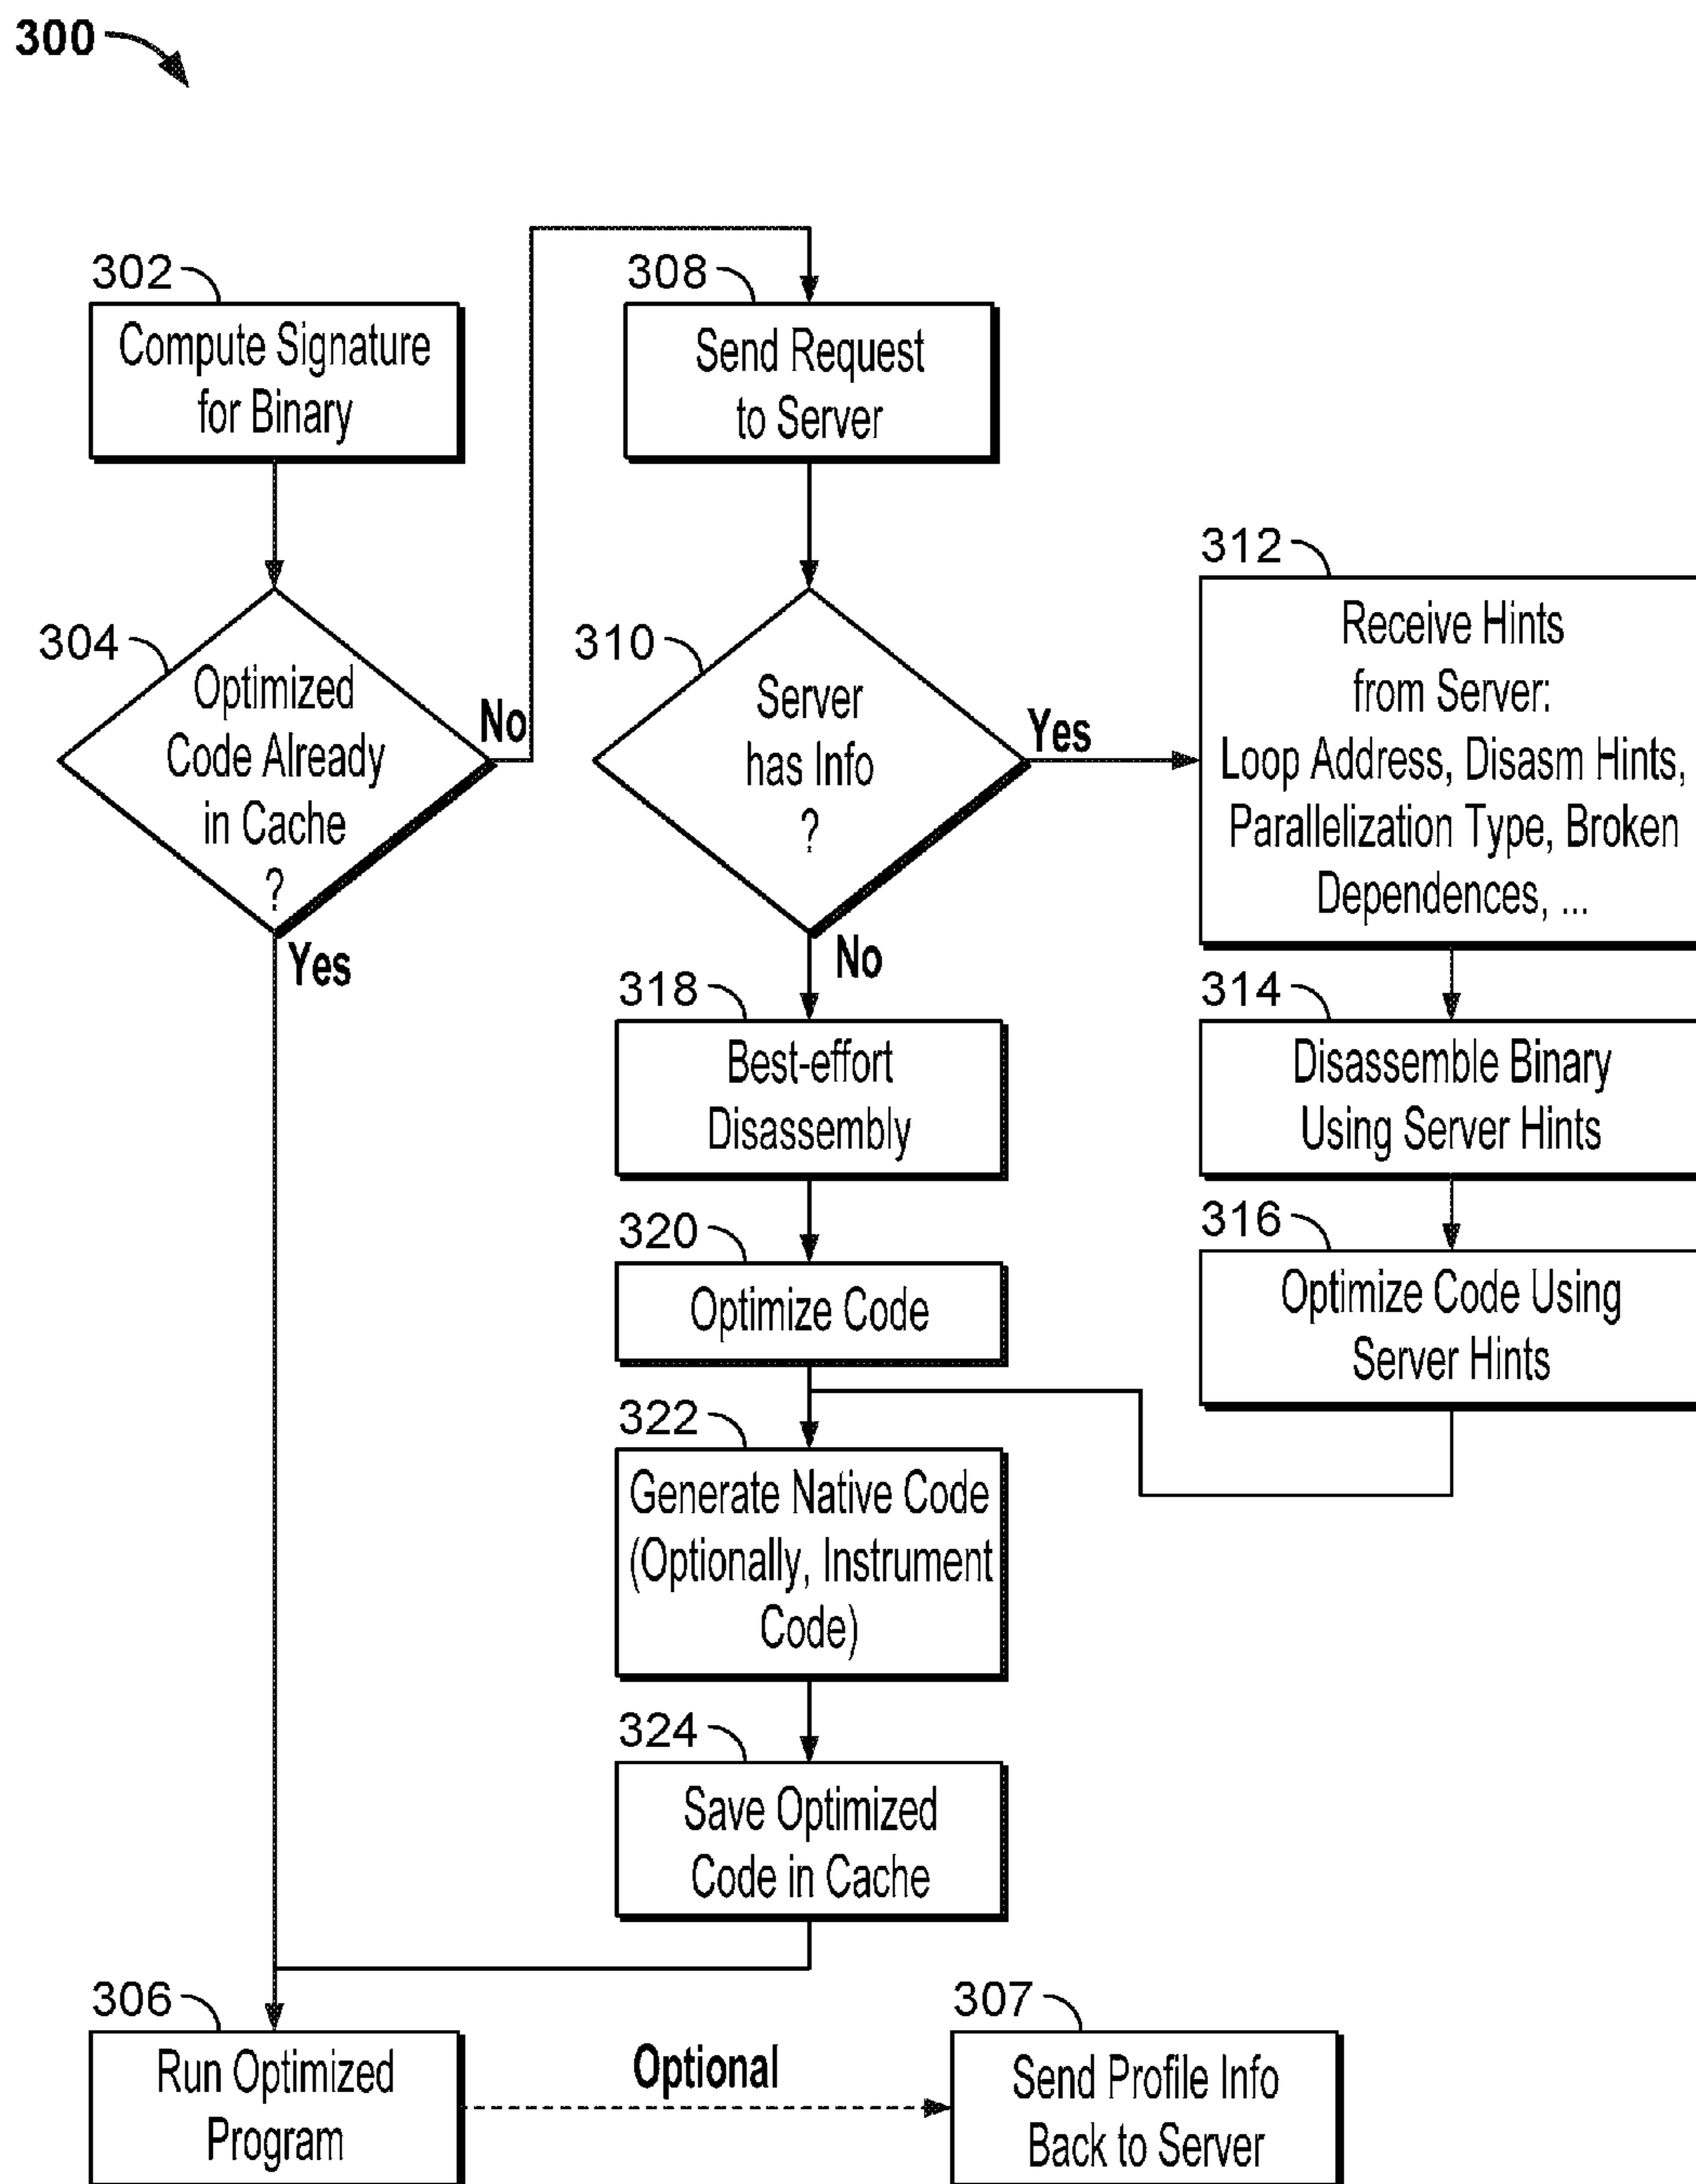 300
302
Compute Signature
for Binary
304
Optimized
Code Already
in Cache
?
No
Yes
308
Send Request
to Server
310
Server
has Info
?
Yes
No
312
Receive Hints
from Server:
Loop Address, Disasm Hints,
Parallelization Type, Broken
Dependences, ...
314
Disassemble Binary
Using Server Hints
316
Optimize Code Using
Server Hints
318
Best-effort
Disassembly
320
Optimize Code
322
Generate Native Code
(Optionally, Instrument
Code)
324
Save Optimized
Code in Cache
306
Run Optimized
Program
Optional
307
Send Profile Info
Back to Server